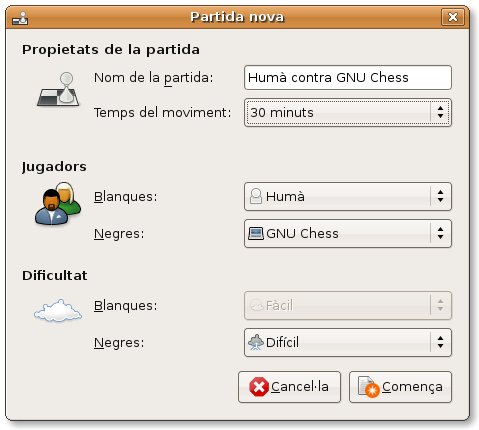 Partida nova
Propietats de la partida
Nom de la partida: Humà contra GNU Chess
Temps del moviment: 30 minuts
Jugadors
Blanques: Humà
Negres: GNU Chess
Dificultat
Blanques: Fàcil
Negres: Difícil
Cancel·la Comença